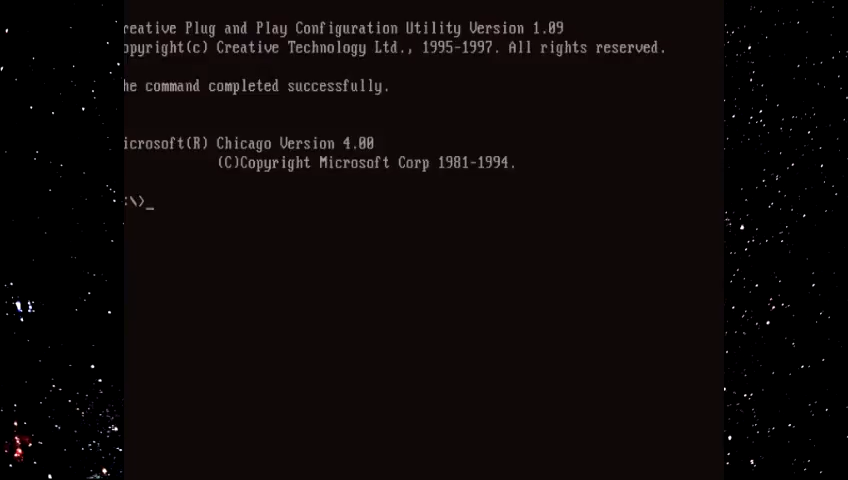 reative Plug and Play Configuration Utility Version 1.09
opyright(c) Creative Technology Ltd., 1995-1997. All rights reserved.
he command completed successfully.
icrosoft(R) Chicago Version 4.00
(C)Copyright Microsoft Corp 1981-1994.
:\>_